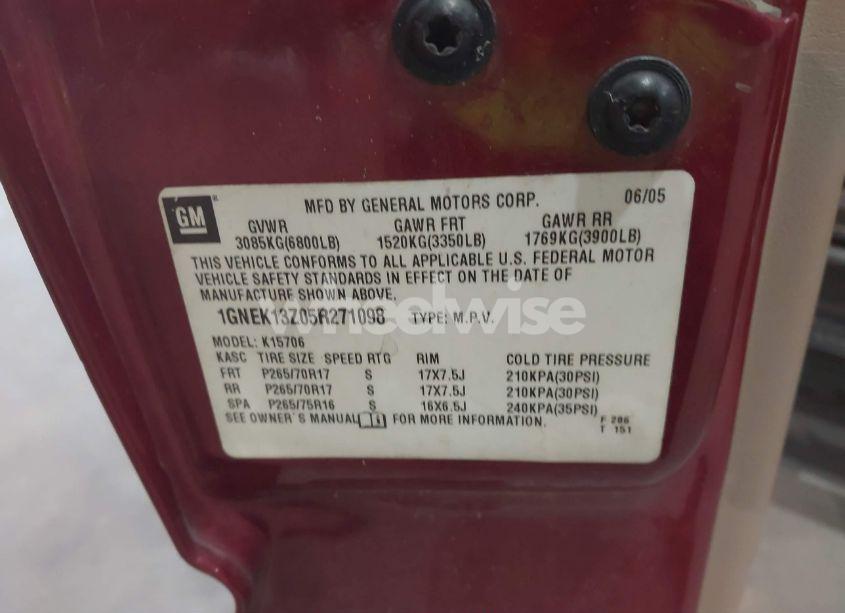 GM
MFD BY GENERAL MOTORS CORP. 06/05
GVWR GAWR FRT GAWR RR
3085KG(6800LB) 1520KG(3350LB) 1769KG(3900LB)
THIS VEHICLE CONFORMS TO ALL APPLICABLE U.S. FEDERAL MOTOR
VEHICLE SAFETY STANDARDS IN EFFECT ON THE DATE OF
MANUFACTURE SHOWN ABOVE.
1GNEK13Z05R271098 TYPE: M.P.V.
wheelwise
MODEL: K15706
KASC TIRE SIZE SPEED RTG RIM COLD TIRE PRESSURE
FRT P265/70R17 S 17X7.5J 210KPA(30PSI)
RR P265/70R17 S 17X7.5J 210KPA(30PSI)
SPA P265/75R16 S 16X6.5J 240KPA(35PSI)
SEE OWNER'S MANUAL FOR MORE INFORMATION. F 286
T 151